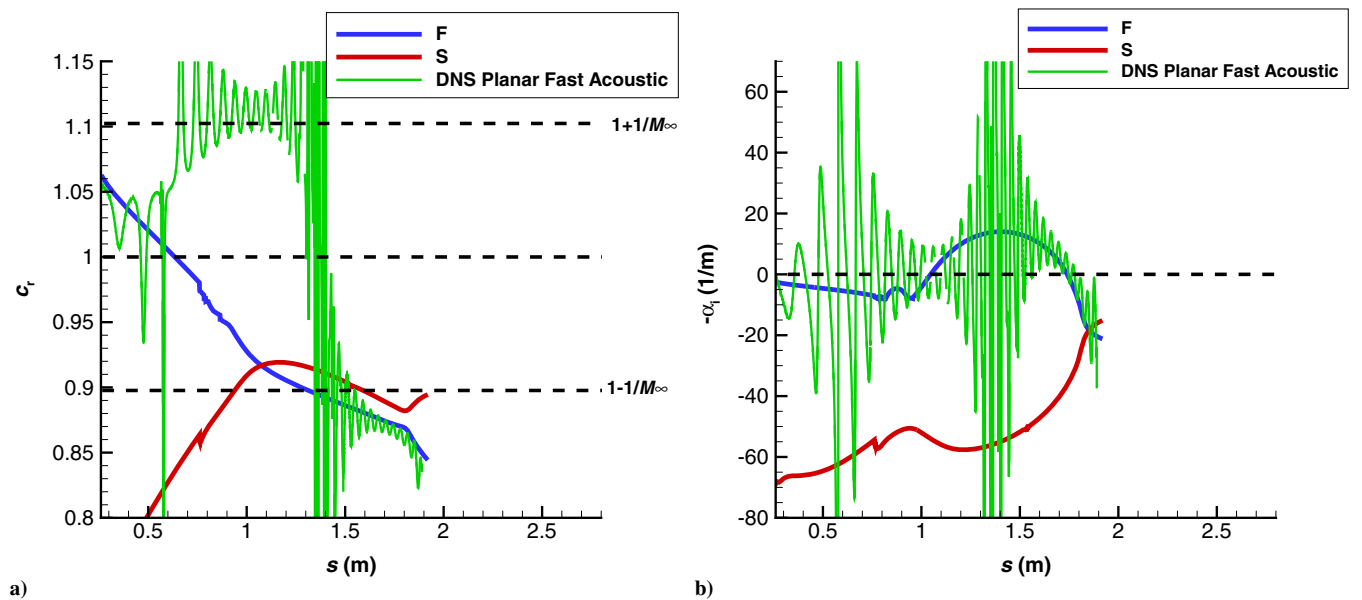 F
S
DNS Planar Fast Acoustic
1.15
1.1
1.05
1
0.95
0.9
0.85
0.8
cr
1+1/M∞
1-1/M∞
0.5
1
1.5
2
2.5
s (m)
a)
F
S
DNS Planar Fast Acoustic
60
40
20
0
-20
-40
-60
-80
-αi (1/m)
0.5
1
1.5
2
2.5
s (m)
b)